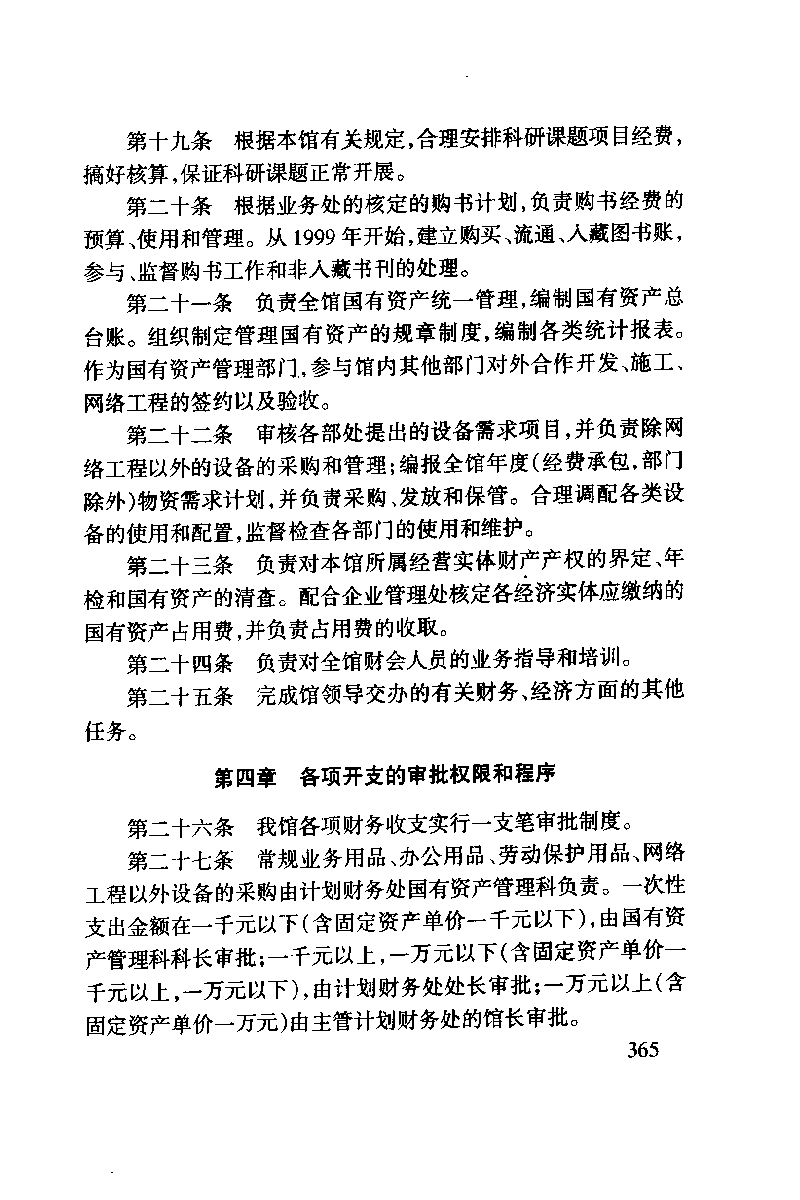 第十九条　根据本馆有关规定,合理安排科研课题项目经费,
搞好核算,保证科研课题正常开展。
第二十条　根据业务处的核定的购书计划,负责购书经费的
预算、使用和管理。从1999年开始,建立购买、流通、入藏图书账,
参与、监督购书工作和非入藏书刊的处理。
第二十一条　负责全馆国有资产统一管理,编制国有资产总
台账。组织制定管理国有资产的规章制度,编制各类统计报表。
作为国有资产管理部门,参与馆内其他部门对外合作开发、施工、
网络工程的签约以及验收。
第二十二条　审核各部处提出的设备需求项目,并负责除网
络工程以外的设备的采购和管理;编报全馆年度(经费承包,部门
除外)物资需求计划,并负责采购、发放和保管。合理调配各类设
备的使用和配置,监督检查各部门的使用和维护。
第二十三条　负责对本馆所属经营实体财产产权的界定、年
检和国有资产的清查。配合企业管理处核定各经济实体应缴纳的
国有资产占用费,并负责占用费的收取。
第二十四条　负责对全馆财会人员的业务指导和培训。
第二十五条　完成馆领导交办的有关财务、经济方面的其他
任务。
第四章　各项开支的审批权限和程序
第二十六条　我馆各项财务收支实行一支笔审批制度。
第二十七条　常规业务用品、办公用品、劳动保护用品、网络
工程以外设备的采购由计划财务处国有资产管理科负责。一次性
支出金额在一千元以下(含固定资产单价一千元以下),由国有资
产管理科科长审批;一千元以上,一万元以下(含固定资产单价一
千元以上,一万元以下),由计划财务处处长审批;一万元以上(含
固定资产单价一万元)由主管计划财务处的馆长审批。
365